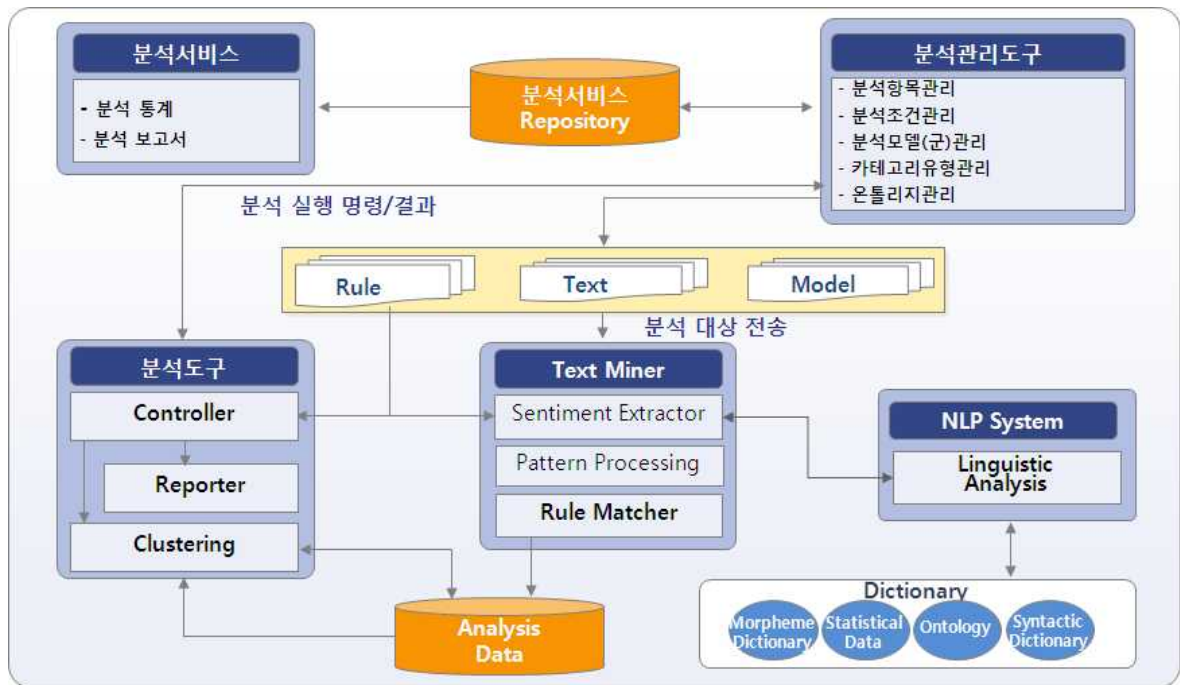 분석서비스
- 분석 통계
- 분석 보고서
분석서비스
Repository
분석관리도구
- 분석항목관리
- 분석조건관리
- 분석모델(군)관리
- 카테고리유형관리
- 온톨리지관리
분석 실행 명령/결과
Rule
Text
Model
분석 대상 전송
분석도구
Controller
Reporter
Clustering
Text Miner
Sentiment Extractor
Pattern Processing
Rule Matcher
NLP System
Linguistic
Analysis
Analysis
Data
Dictionary
Morpheme
Dictionary
Statistical
Data
Ontology
Syntactic
Dictionary